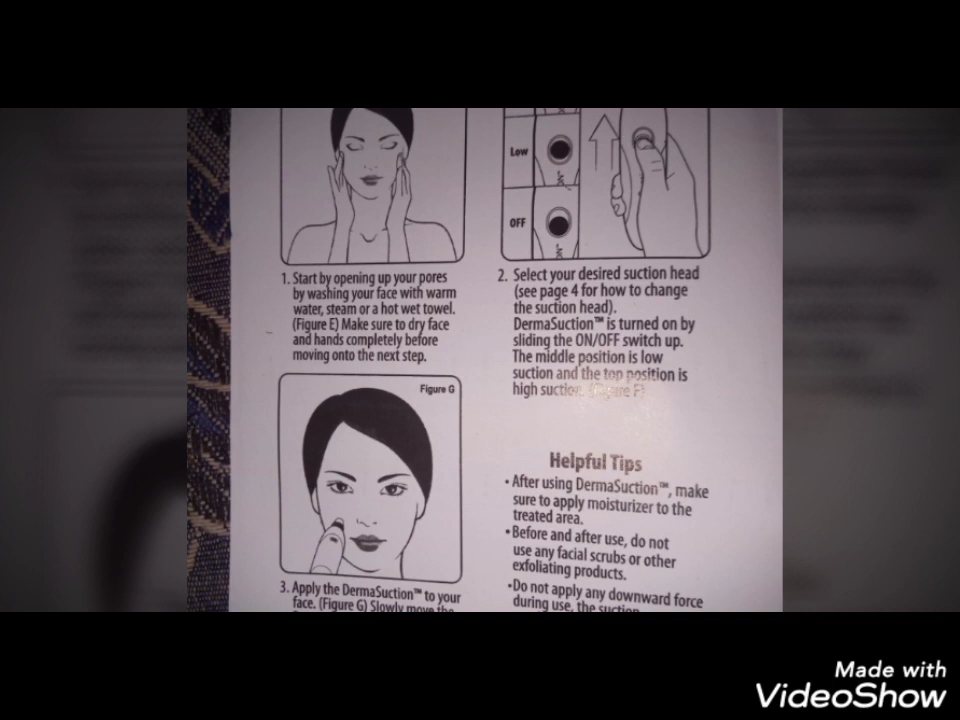 Low
OFF
1. Start by opening up your pores
by washing your face with warm
water, steam or a hot wet towel.
(Figure E) Make sure to dry face
and hands completely before
moving onto the next step.
2. Select your desired suction head
(see page 4 for how to change
the suction head).
DermaSuction™ is turned on by
sliding the ON/OFF switch up.
The middle position is low
suction and the top position is
high suction. (Figure F)
Figure G
3. Apply the DermaSuction™ to your
face. (Figure G) Slowly move the
Helpful Tips
• After using DermaSuction™, make
sure to apply moisturizer to the
treated area.
• Before and after use, do not
use any facial scrubs or other
exfoliating products.
• Do not apply any downward force
during use, the suction
Made with
VideoShow